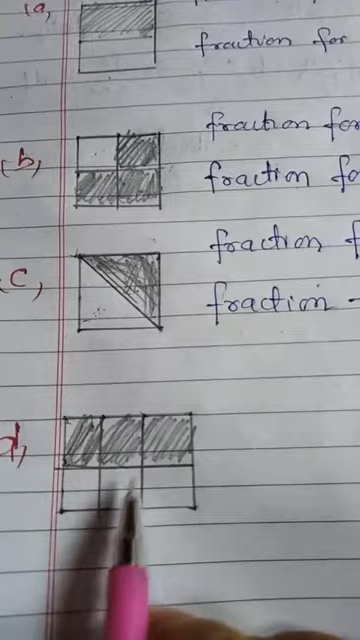 (a,
fraction for
fraction for
(b,
fraction fo
fraction f
C,
fraction -
d,